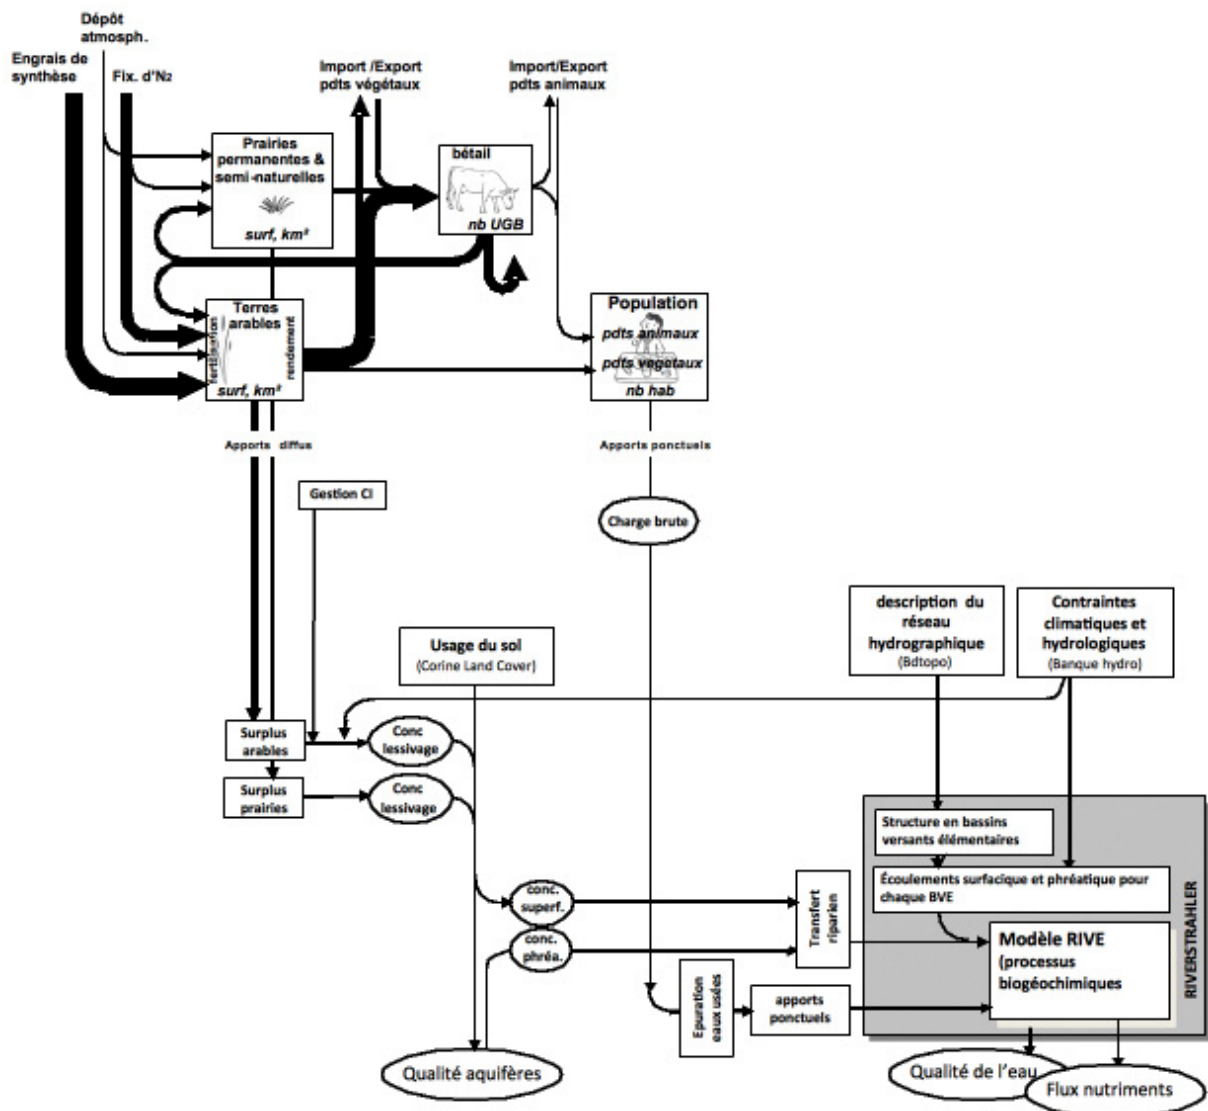 Dépôt
atmosph.
Engrais de
synthèse
Fix. d'N2
Import /Export
pdts végétaux
Import/Export
pdts animaux
Prairies
permanentes &
semi-naturelles
surf, km²
bétail
nb UGB
Terres
arables
fertilisation
rendement
surf, km²
Population
pdts animaux
pdts vegetaux
nb hab
Apports diffus
Apports ponctuels
Gestion CI
Charge brute
description du
réseau
hydrographique
(Bdtopo)
Contraintes
climatiques et
hydrologiques
(Banque hydro)
Usage du sol
(Corine Land Cover)
Surplus
arables
Conc
lessivage
Surplus
prairies
Conc
lessivage
Structure en bassins
versants élémentaires
Écoulements surfacique et phréatique pour
chaque BVE
conc.
superf.
conc.
phréa.
Transfert
riparien
Modèle RIVE
(processus
biogéochimiques
RIVERSTRAHLER
Epuration
eaux usées
apports
ponctuels
Qualité aquifères
Qualité de l'eau
Flux nutriments